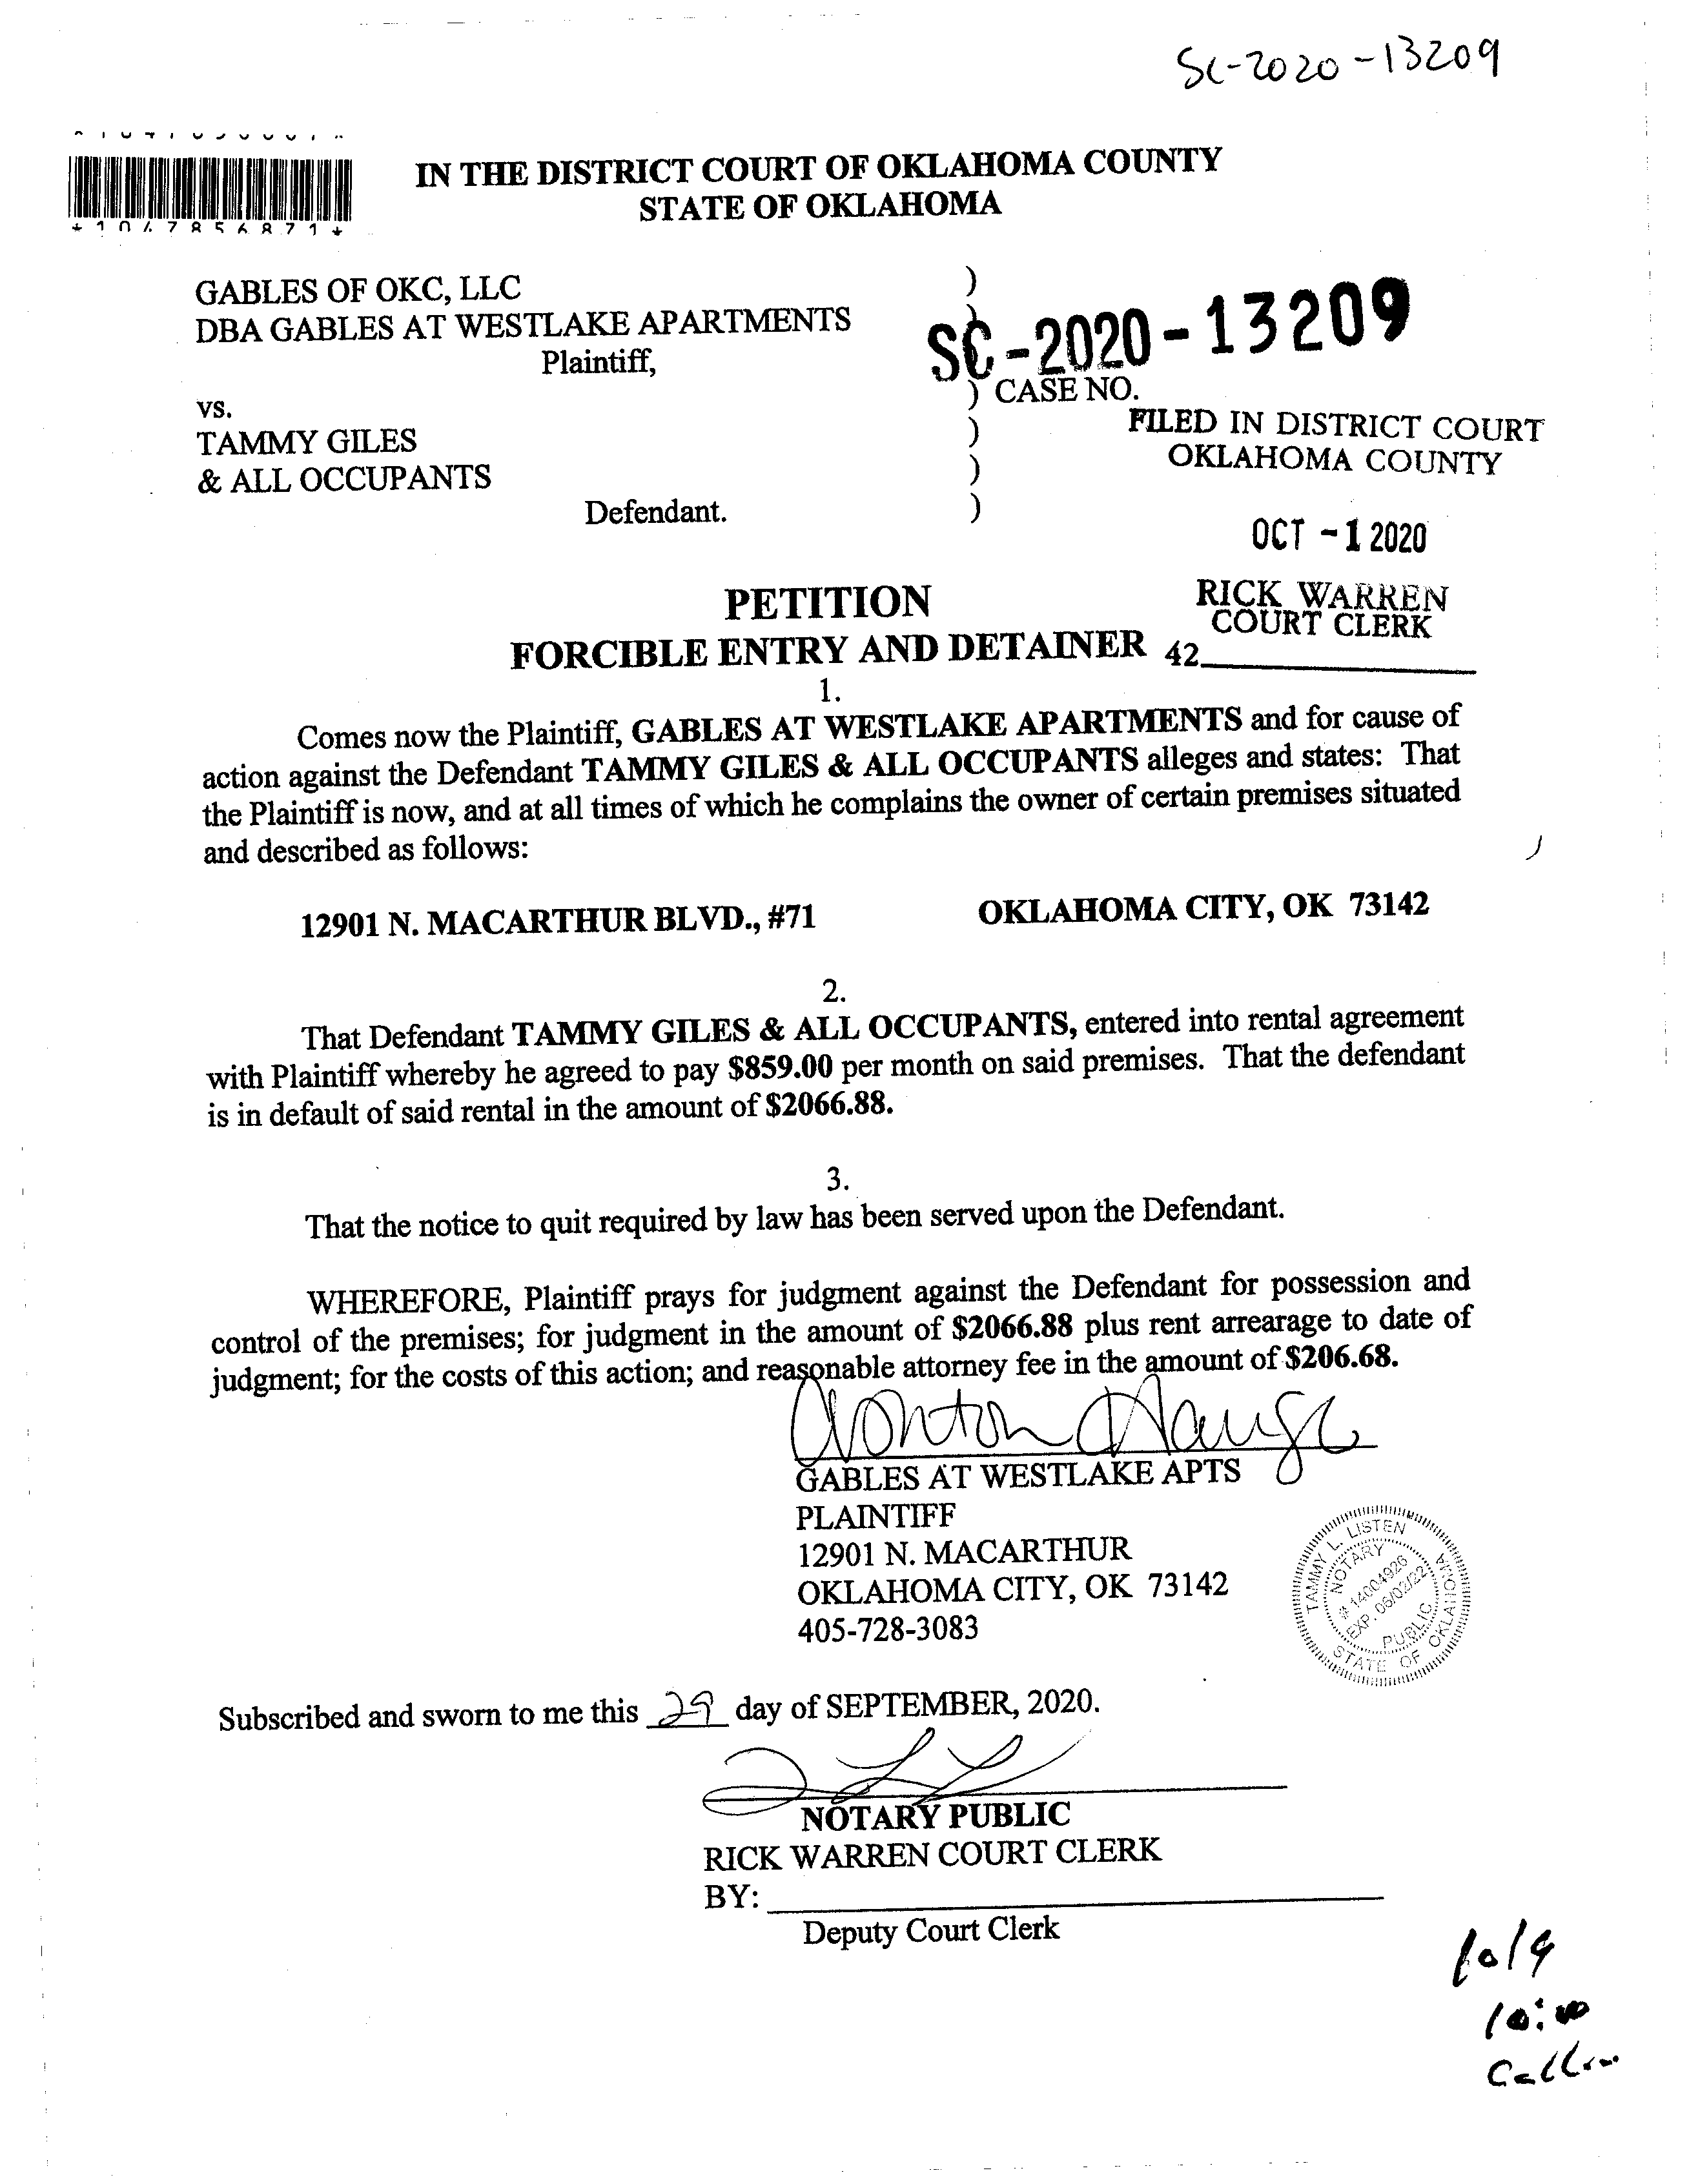 SC-2020-13209
*1047856871*
IN THE DISTRICT COURT OF OKLAHOMA COUNTY
STATE OF OKLAHOMA
GABLES OF OKC, LLC )
DBA GABLES AT WESTLAKE APARTMENTS )
Plaintiff,
SC-2020-13209
) CASE NO.
vs.
TAMMY GILES )
& ALL OCCUPANTS )
Defendant. )
FILED IN DISTRICT COURT
OKLAHOMA COUNTY
OCT -1 2020
RICK WARREN
COURT CLERK
42
PETITION
FORCIBLE ENTRY AND DETAINER
1.
Comes now the Plaintiff, GABLES AT WESTLAKE APARTMENTS and for cause of
action against the Defendant TAMMY GILES & ALL OCCUPANTS alleges and states: That
the Plaintiff is now, and at all times of which he complains the owner of certain premises situated
and described as follows:
12901 N. MACARTHUR BLVD., #71 OKLAHOMA CITY, OK 73142
2.
That Defendant TAMMY GILES & ALL OCCUPANTS, entered into rental agreement
with Plaintiff whereby he agreed to pay $859.00 per month on said premises. That the defendant
is in default of said rental in the amount of $2066.88.
3.
That the notice to quit required by law has been served upon the Defendant.
WHEREFORE, Plaintiff prays for judgment against the Defendant for possession and
control of the premises; for judgment in the amount of $2066.88 plus rent arrearage to date of
judgment; for the costs of this action; and reasonable attorney fee in the amount of $206.68.
GABLES AT WESTLAKE APTS
PLAINTIFF
12901 N. MACARTHUR
OKLAHOMA CITY, OK 73142
405-728-3083
TAMMY L. LISTEN
NOTARY
# 14004926
EXP. 06/02/22
PUBLIC
STATE OF OKLAHOMA
Subscribed and sworn to me this 29 day of SEPTEMBER, 2020.
NOTARY PUBLIC
RICK WARREN COURT CLERK
BY:
Deputy Court Clerk
10/9
10:00